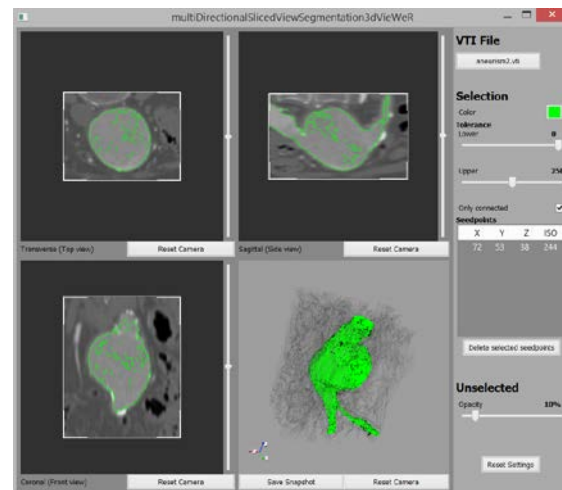 multiDirectionalSlicedViewSegmentation3dVieWeR
VTI File
aneurism2.vti
Selection
Color
Tolerance
Lower 0
Upper 250
Only connected
Seedpoints
X Y Z ISO
72 53 38 244
Delete selected seedpoints
Unselected
Opacity 10%
Reset Settings
Transverse (Top view) Reset Camera
Sagittal (Side view) Reset Camera
Coronal (Front view) Reset Camera
Save Snapshot Reset Camera